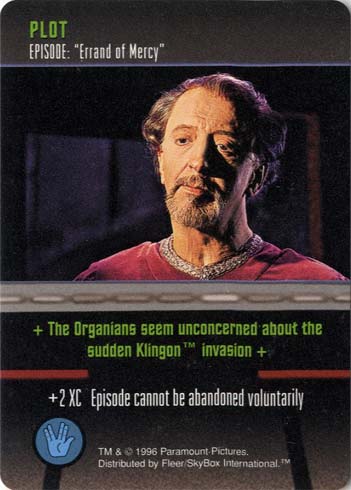 PLOT
EPISODE: "Errand of Mercy"
+ The Organians seem unconcerned about the
sudden Klingon™ invasion +
+2 XC Episode cannot be abandoned voluntarily
TM & © 1996 Paramount Pictures.
Distributed by Fleer/SkyBox International.™